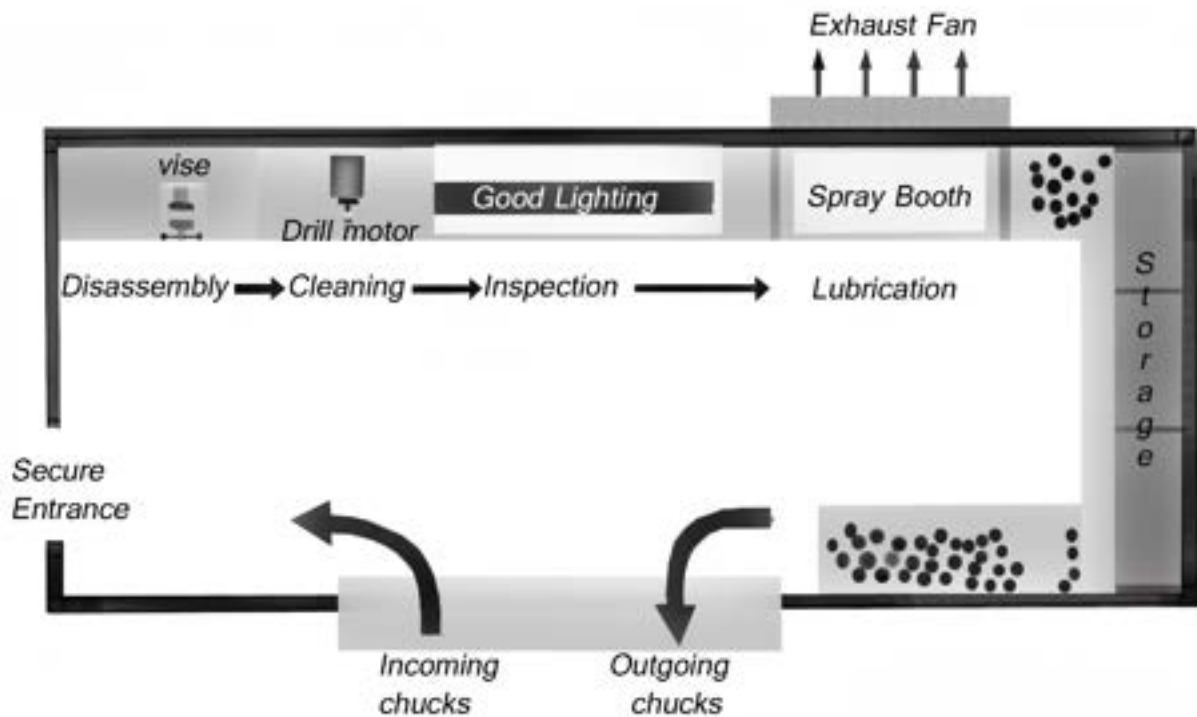 Exhaust Fan
vise
Drill motor
Good Lighting
Spray Booth
Disassembly
Cleaning
Inspection
Lubrication
Storage
Secure
Entrance
Incoming
chucks
Outgoing
chucks